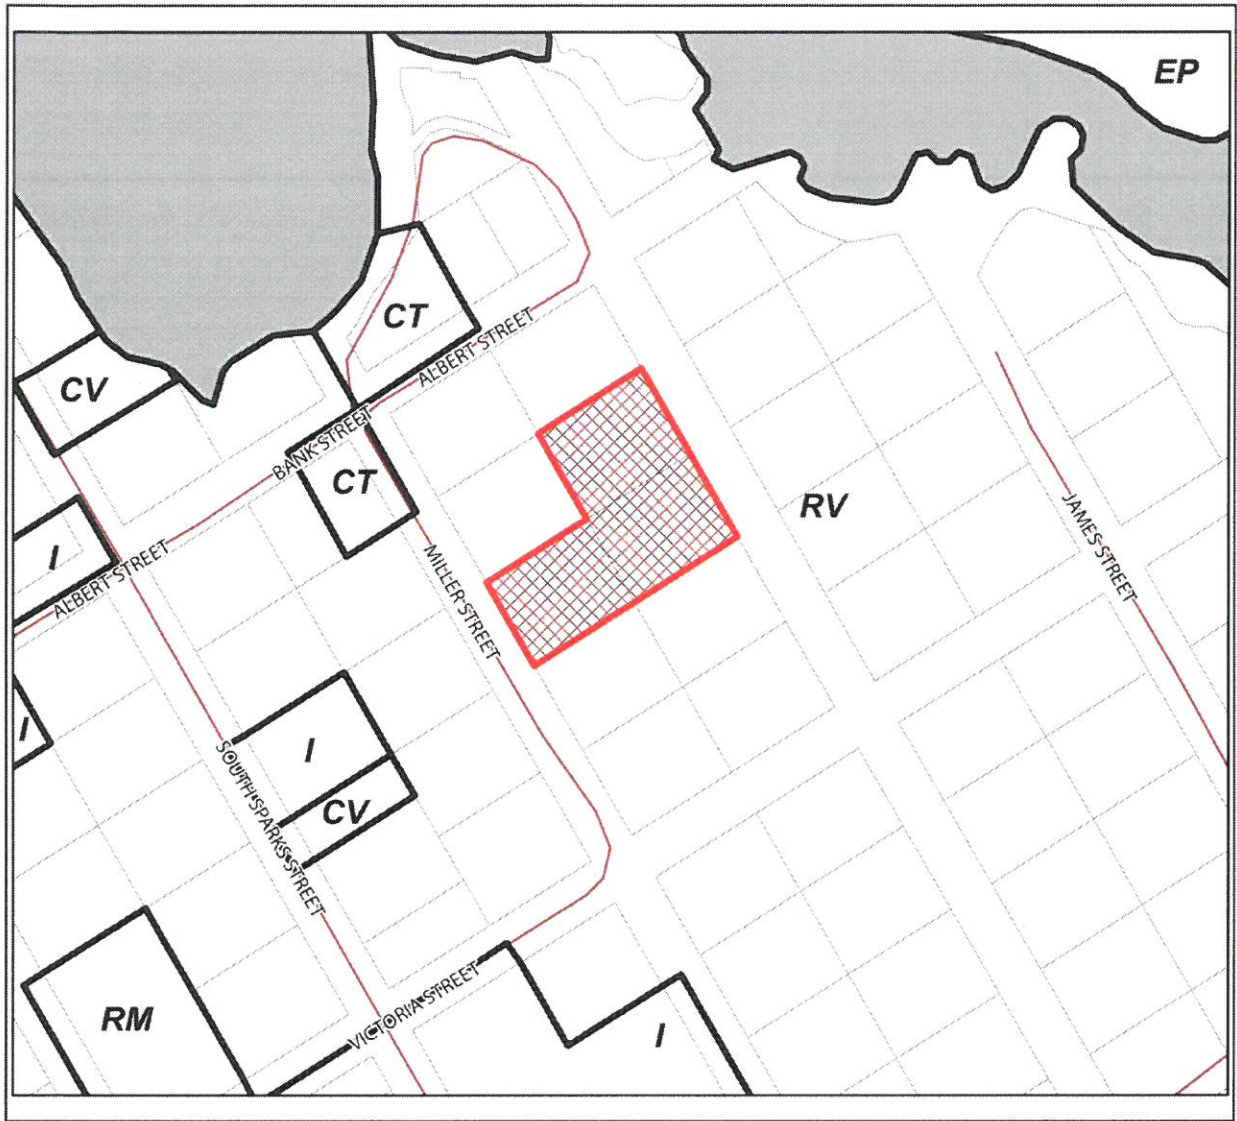 EP
CT
ALBERT STREET
CV
BANK STREET
CT
RV
I
ALBERT STREET
JAMES STREET
MILLER STREET
I
I
SOUTH SPARKS STREET
CV
RM
VICTORIA STREET
I